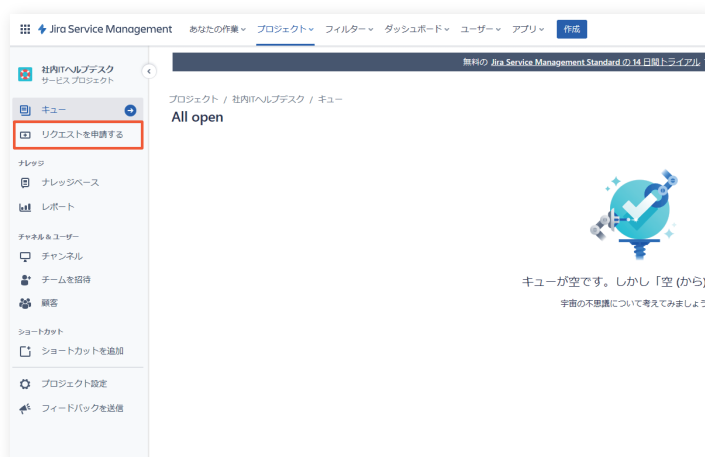 Jira Service Management あなたの作業 プロジェクト フィルター ダッシュボード ユーザー アプリ 作成
無料の Jira Service Management Standard の 14 日間トライアル
社内ITヘルプデスク
サービス プロジェクト
キュー
リクエストを申請する
ナレッジ
ナレッジベース
レポート
チャネル & ユーザー
チャンネル
チームを招待
顧客
ショートカット
ショートカットを追加
プロジェクト設定
フィードバックを送信
プロジェクト / 社内ITヘルプデスク / キュー
All open
キューが空です。しかし「空 (から)
宇宙の不思議について考えてみましょう